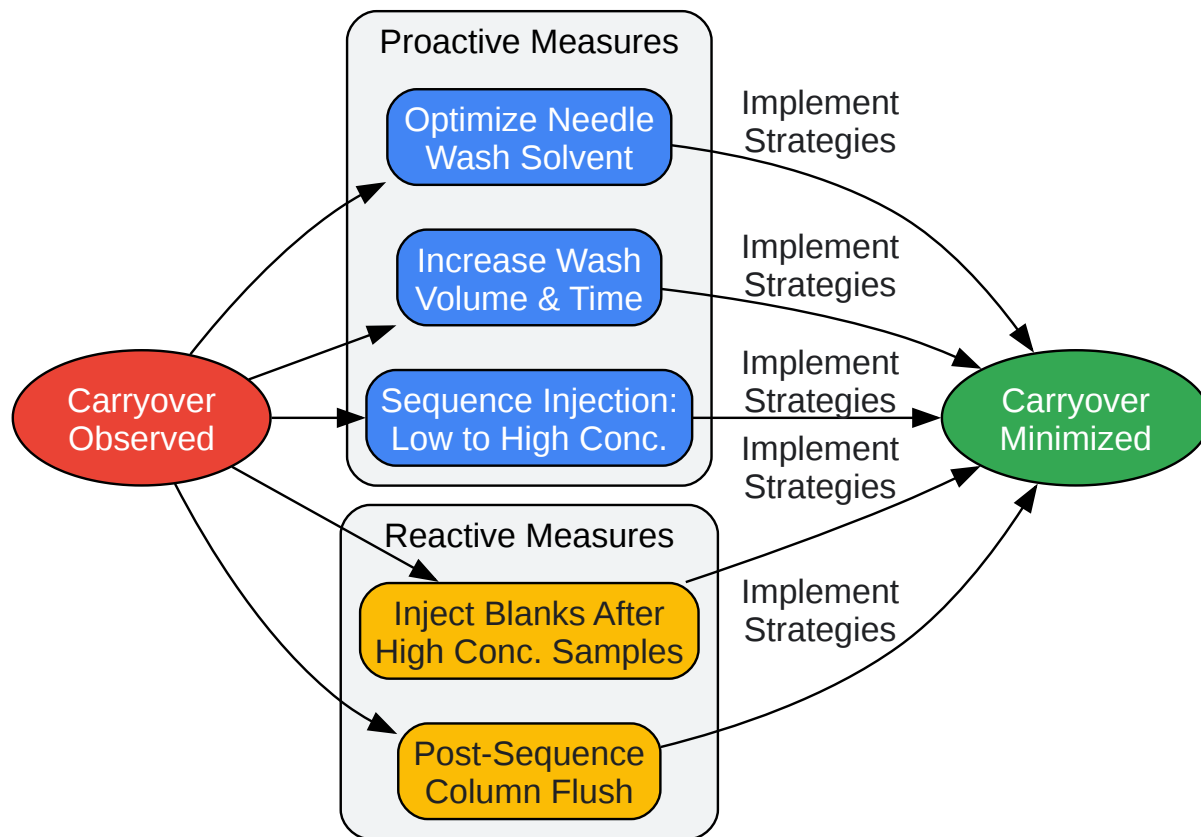 Proactive Measures
Optimize Needle
Wash Solvent
Implement
Strategies
Increase Wash
Volume & Time
Implement
Strategies
Carryover
Observed
Sequence Injection:
Low to High Conc.
Implement
Strategies
Carryover
Minimized
Implement
Strategies
Reactive Measures
Inject Blanks After
High Conc. Samples
Implement
Strategies
Post-Sequence
Column Flush